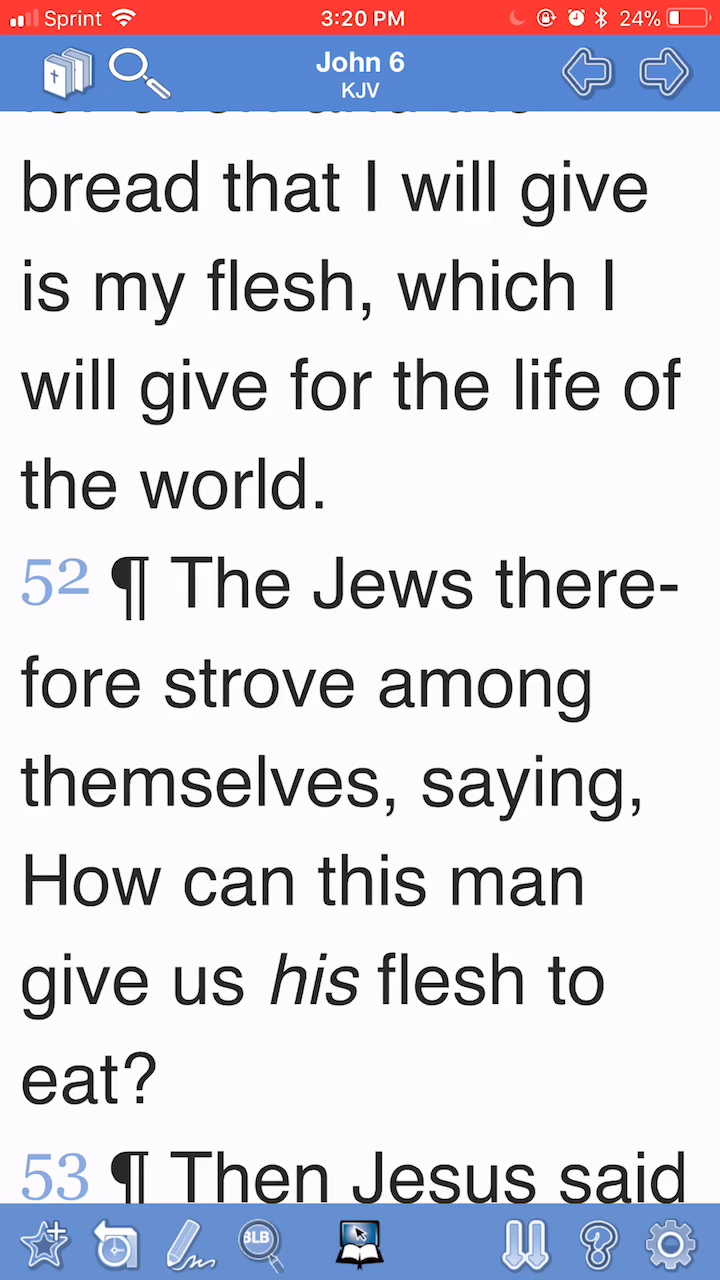 Sprint 3:20 PM 24%
John 6
KJV
bread that I will give
is my flesh, which I
will give for the life of
the world.
52 ¶ The Jews there-
fore strove among
themselves, saying,
How can this man
give us his flesh to
eat?
53 ¶ Then Jesus said
BLB